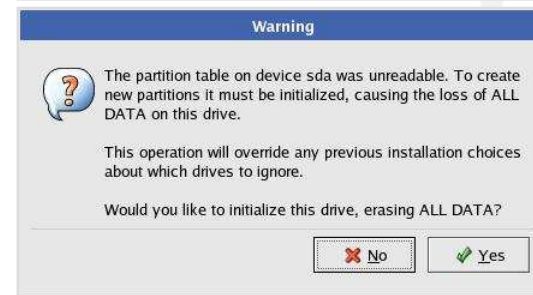 Warning
The partition table on device sda was unreadable. To create
new partitions it must be initialized, causing the loss of ALL
DATA on this drive.
This operation will override any previous installation choices
about which drives to ignore.
Would you like to initialize this drive, erasing ALL DATA?
No Yes